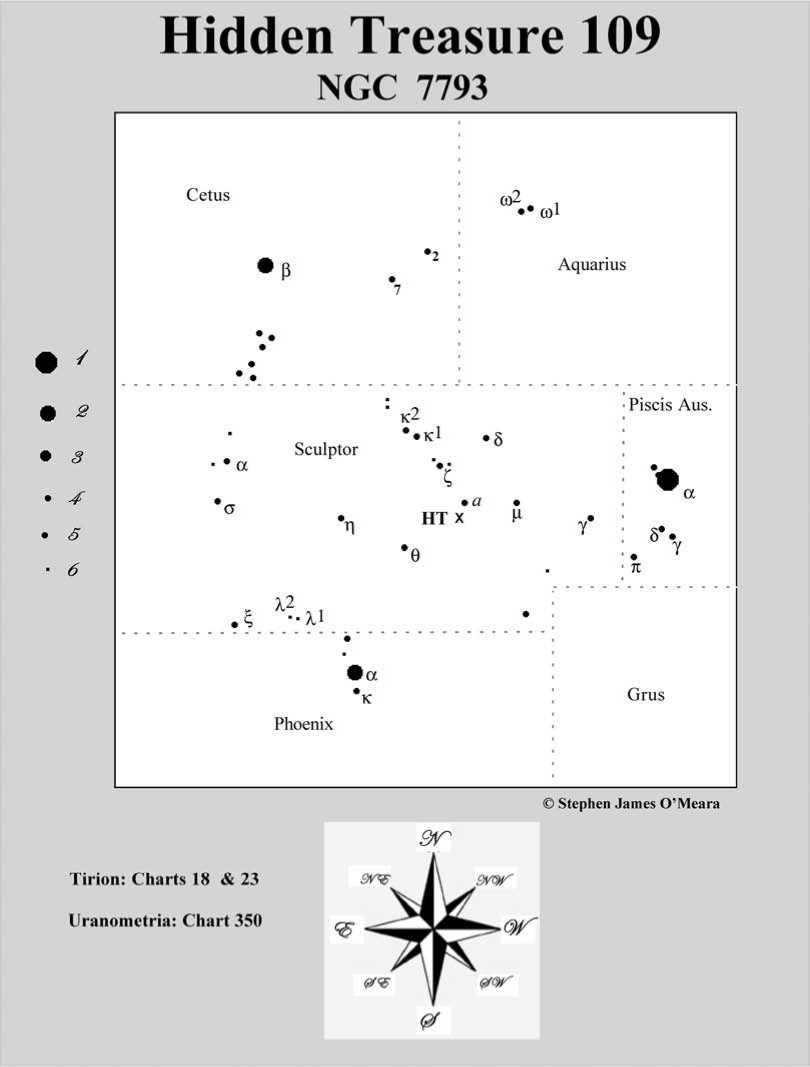 Hidden Treasure 109
NGC 7793
Cetus
ω2
ω1
2
β
Aquarius
7
1
2
3
4
5
6
Piscis Aus.
κ2
κ1
δ
Sculptor
α
ζ
α
σ
a
HT x
μ
γ
η
δ
γ
θ
π
λ2
λ1
ξ
α
κ
Grus
Phoenix
© Stephen James O’Meara
N
NE
NW
Tirion: Charts 18 & 23
Uranometria: Chart 350
E
W
SE
SW
S